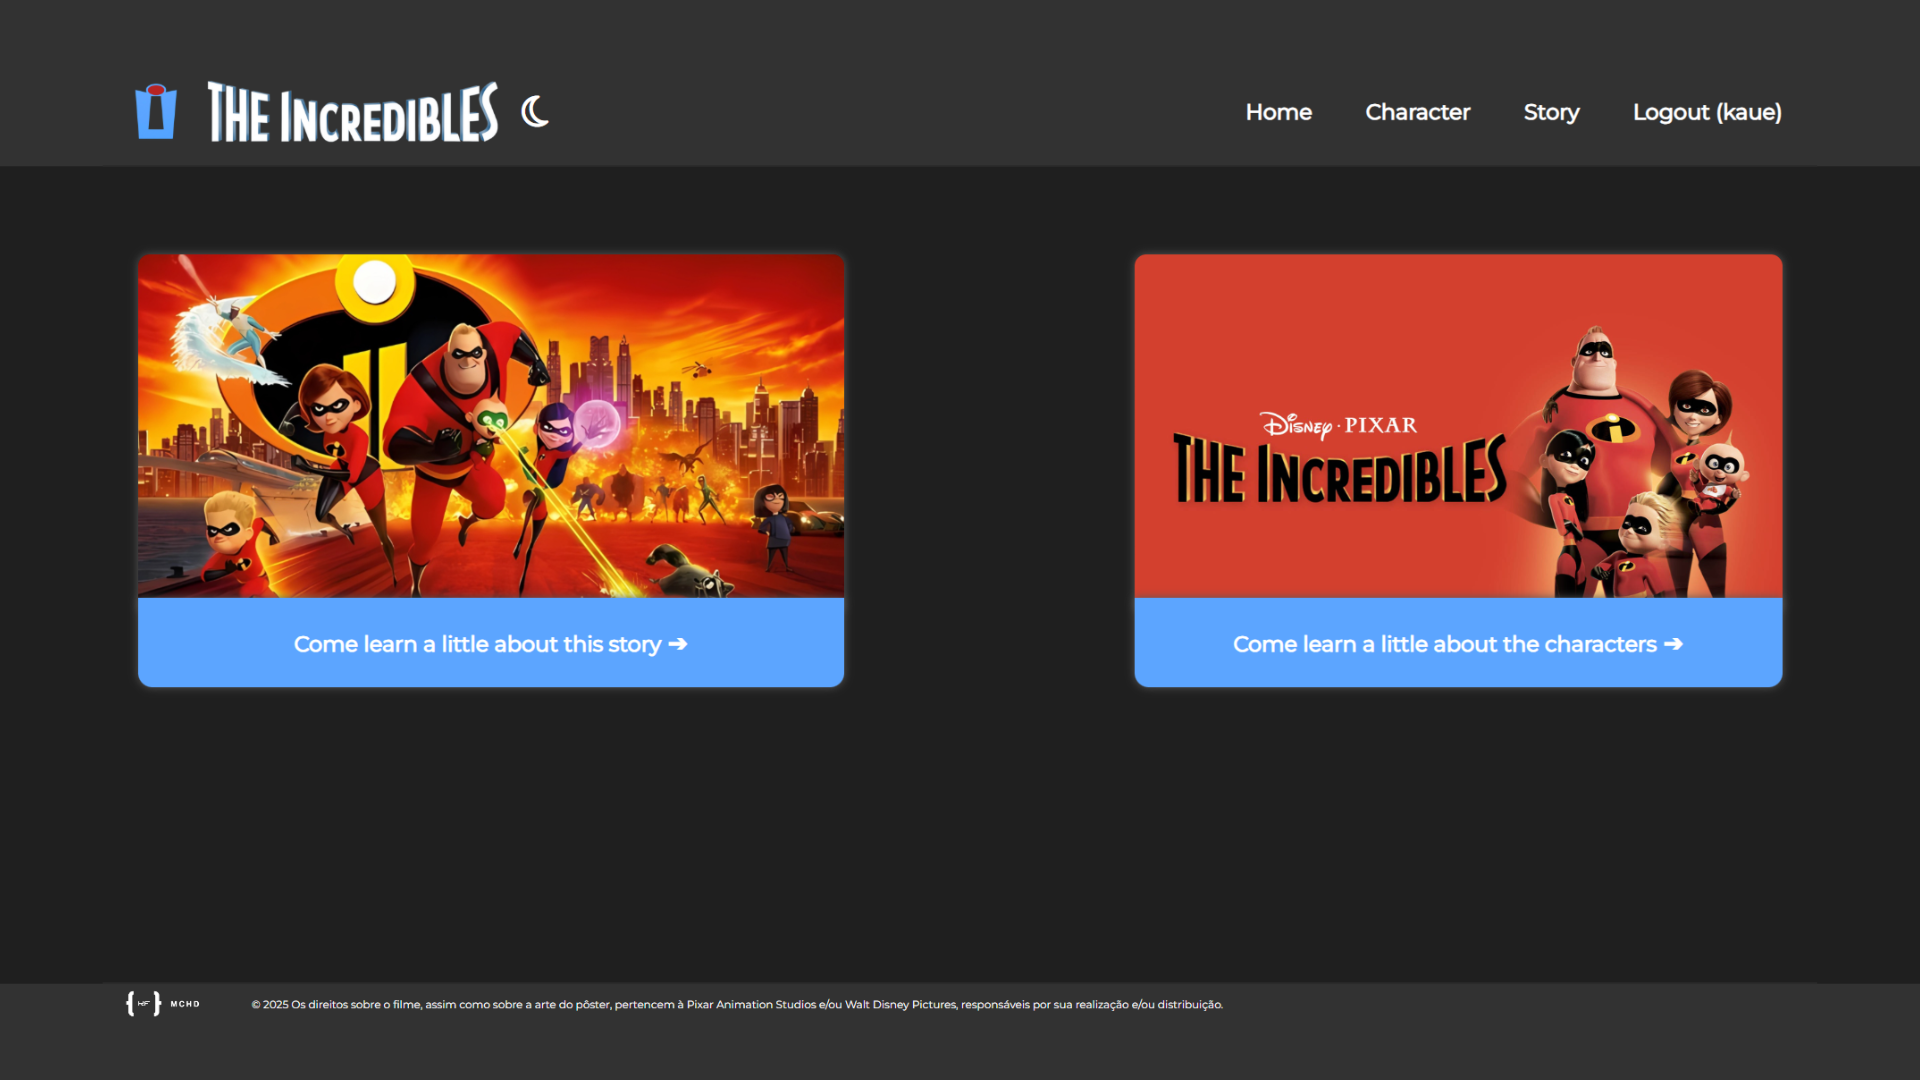 THE INCREDIBLES
Home Character Story Logout (kaue)
Disney · PIXAR
THE INCREDIBLES
Come learn a little about this story ➔
Come learn a little about the characters ➔
HF MCHD
© 2025 Os direitos sobre o filme, assim como sobre a arte do pôster, pertencem à Pixar Animation Studios e/ou Walt Disney Pictures, responsáveis por sua realização e/ou distribuição.